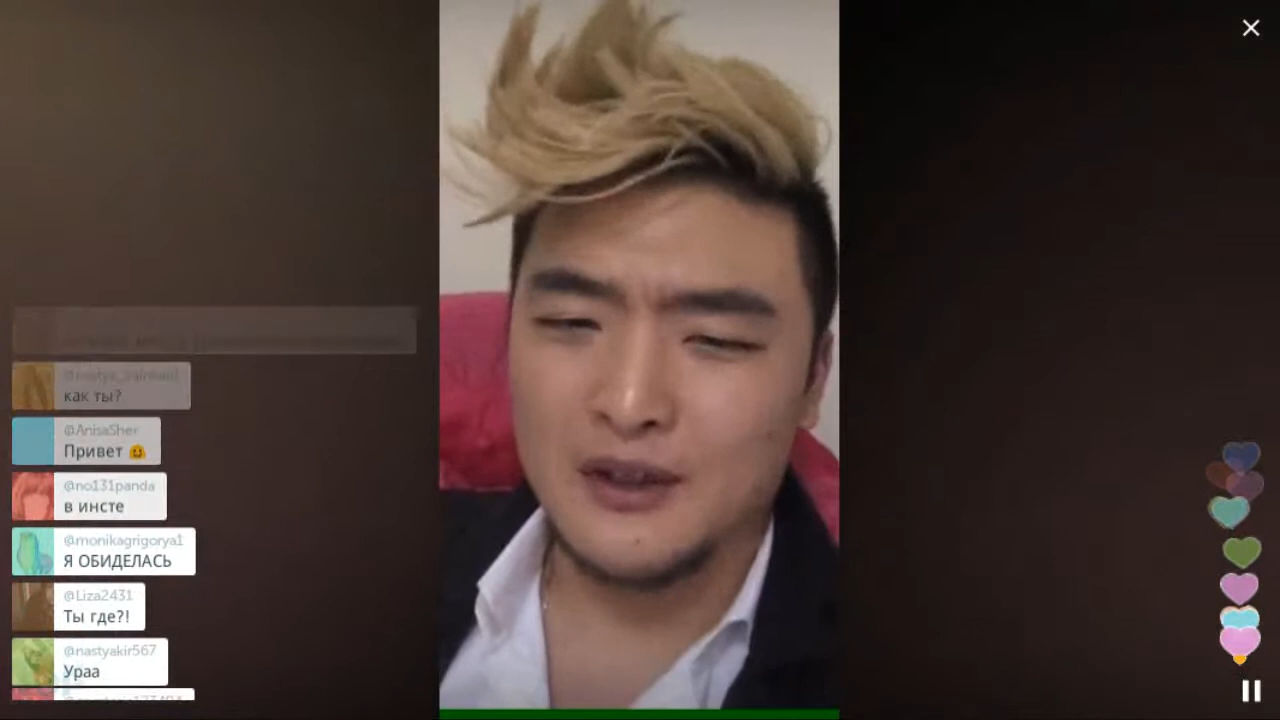 как ты?
@AnisaSher
Привет
@no131panda
в инсте
@monikagrigorya1
Я ОБИДЕЛАСЬ
@Liza2431
Ты где?!
@nastyakir567
Ураа